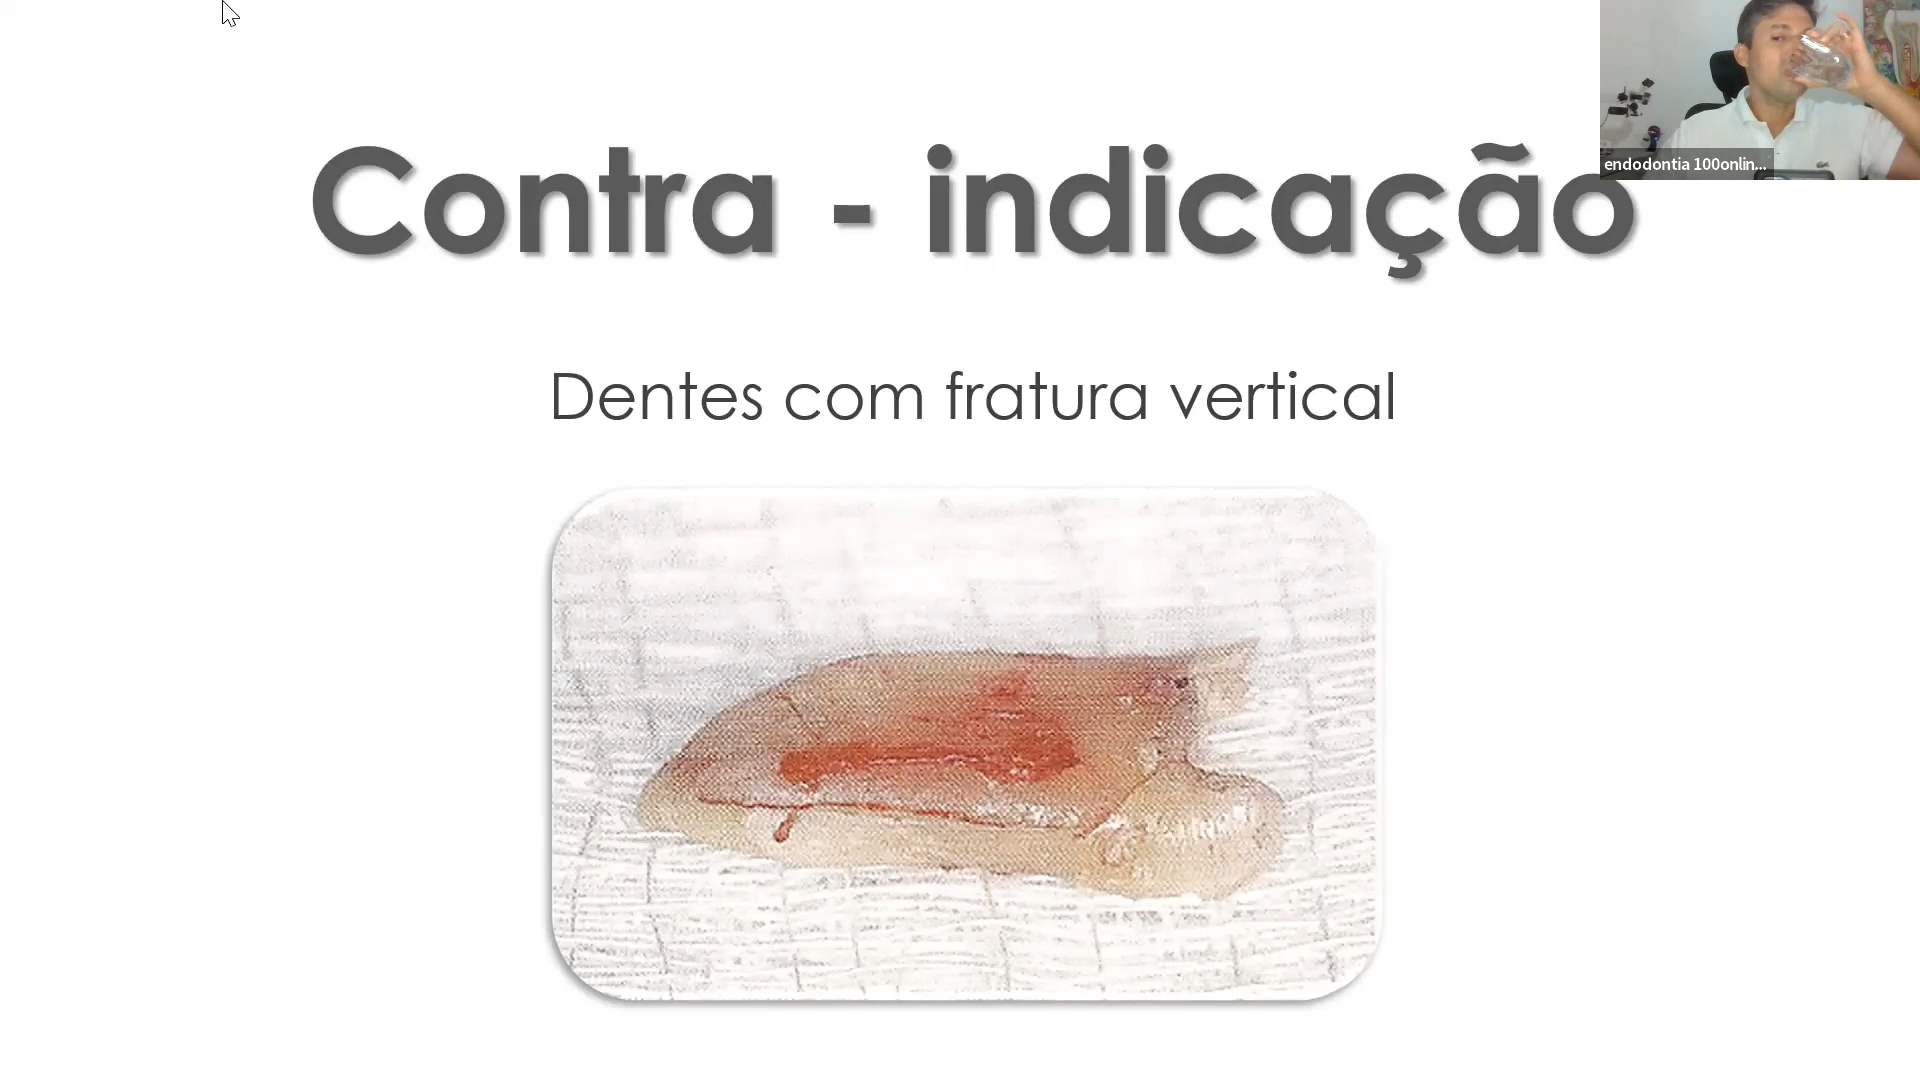 Contra - indicação
endodontia 100onlin...
Dentes com fratura vertical